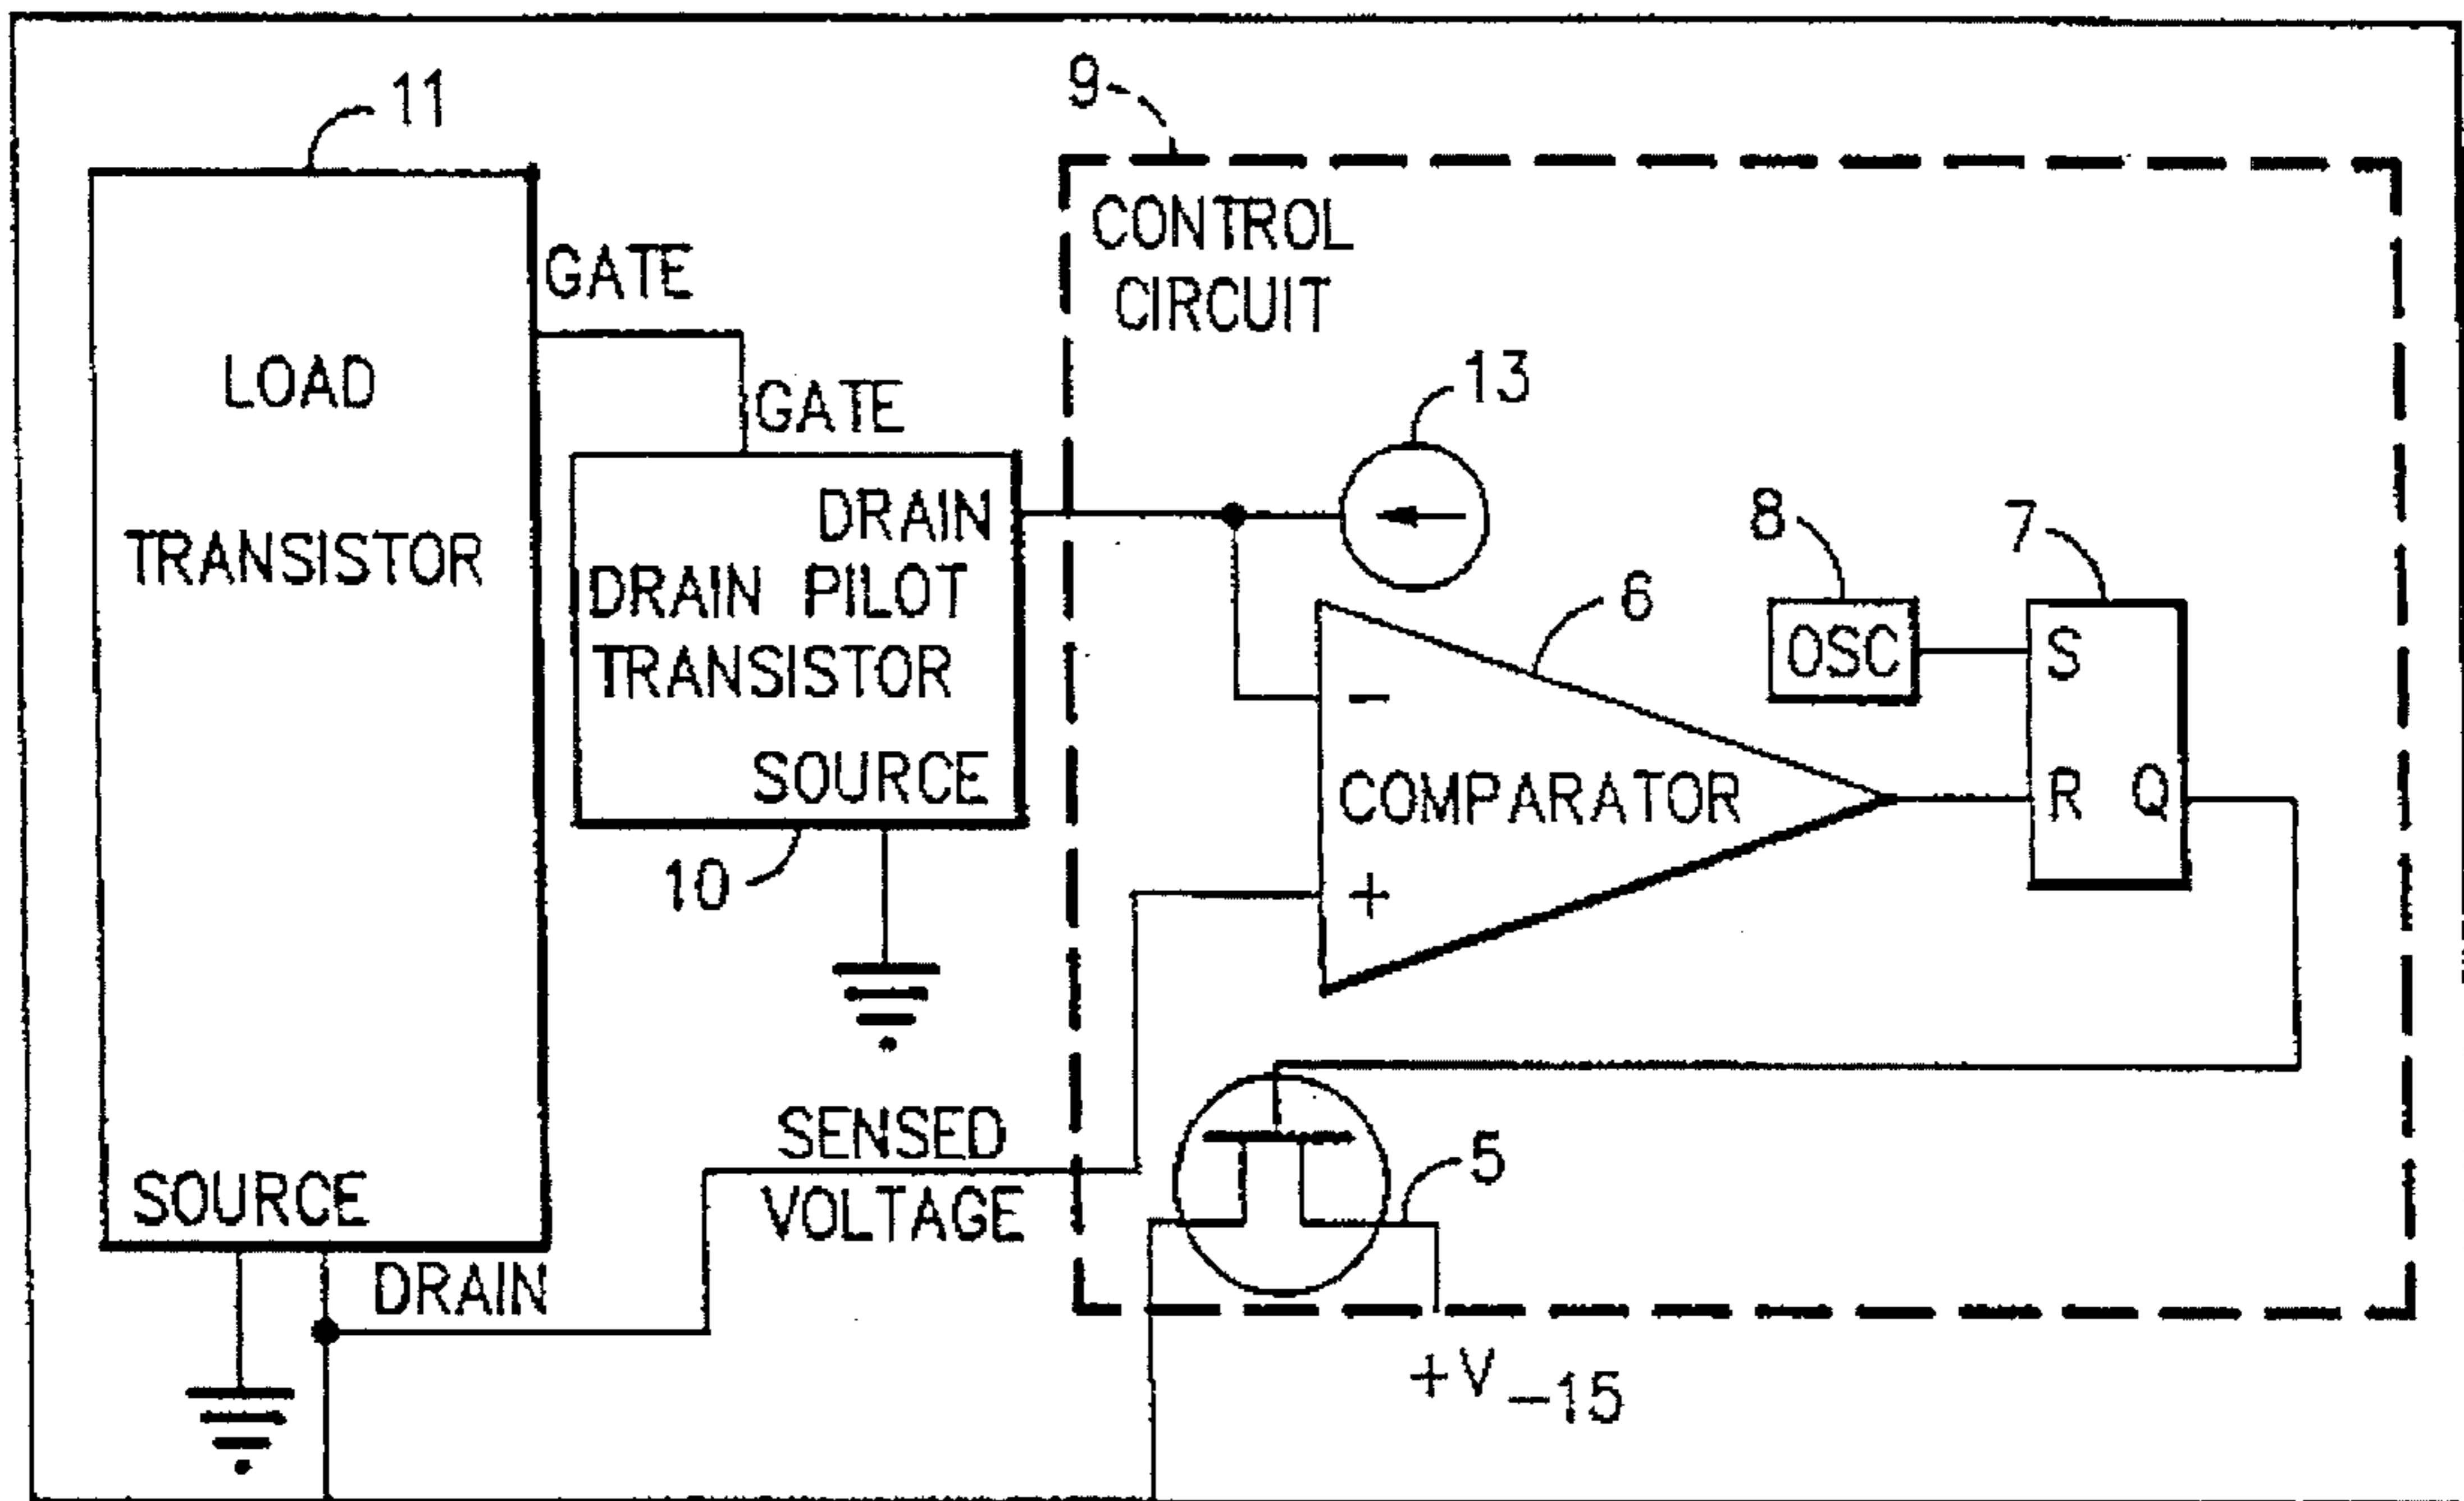 11
9
CONTROL
CIRCUIT
GATE
LOAD
TRANSISTOR
GATE
13
DRAIN
DRAIN PILOT
TRANSISTOR
SOURCE
10
6
8
OSC
7
S
R Q
-
COMPARATOR
+
SENSED
VOLTAGE
5
SOURCE
DRAIN
+V
15